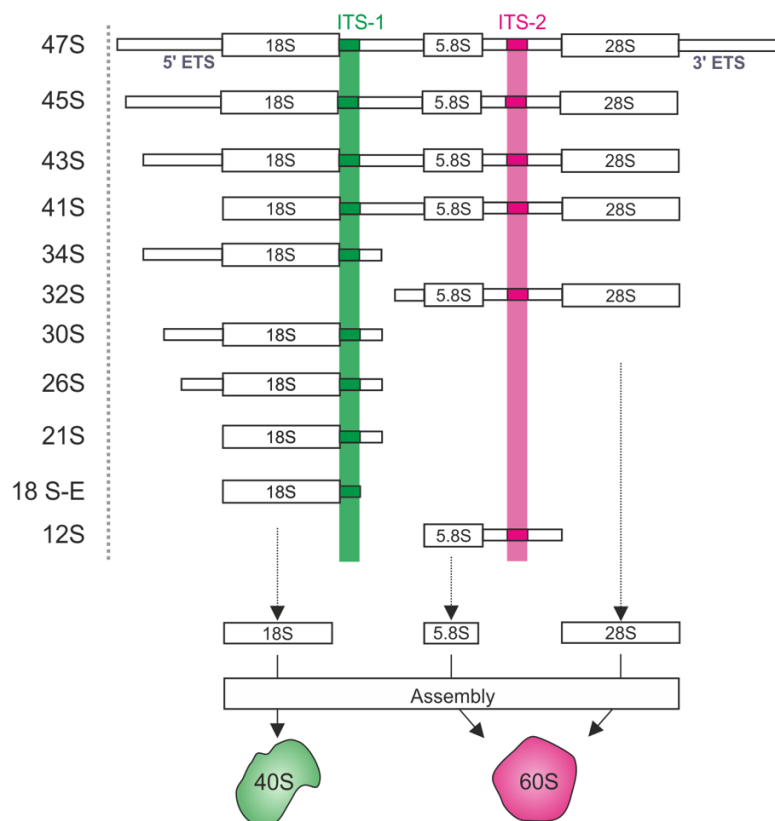 ITS-1 ITS-2
47S 18S 5.8S 28S
5' ETS 3' ETS
45S 18S 5.8S 28S
43S 18S 5.8S 28S
41S 18S 5.8S 28S
34S 18S
32S 5.8S 28S
30S 18S
26S 18S
21S 18S
18 S-E 18S
12S 5.8S
18S 5.8S 28S
Assembly
40S 60S